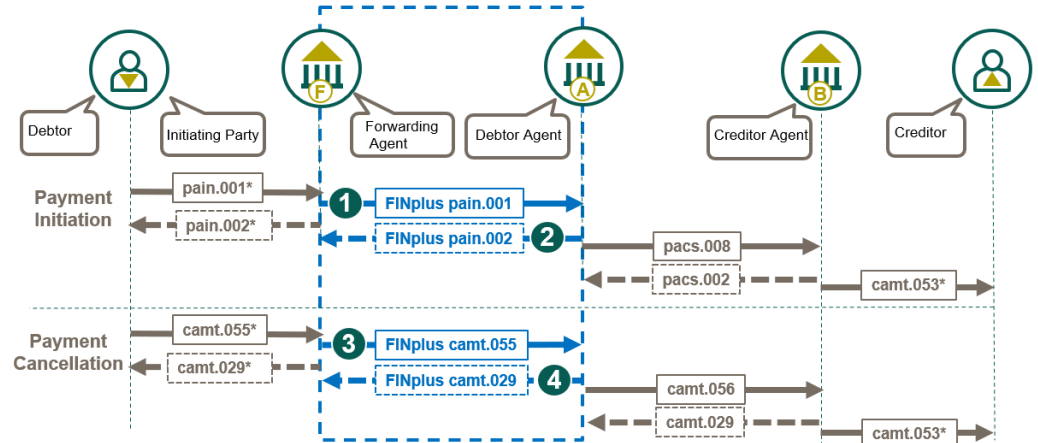 F
A
B
Debtor
Initiating Party
Forwarding
Agent
Debtor Agent
Creditor Agent
Creditor
Payment
Initiation
pain.001*
pain.002*
1
FINplus pain.001
FINplus pain.002
2
pacs.008
pacs.002
camt.053*
Payment
Cancellation
camt.055*
camt.029*
3
FINplus camt.055
FINplus camt.029
4
camt.056
camt.029
camt.053*